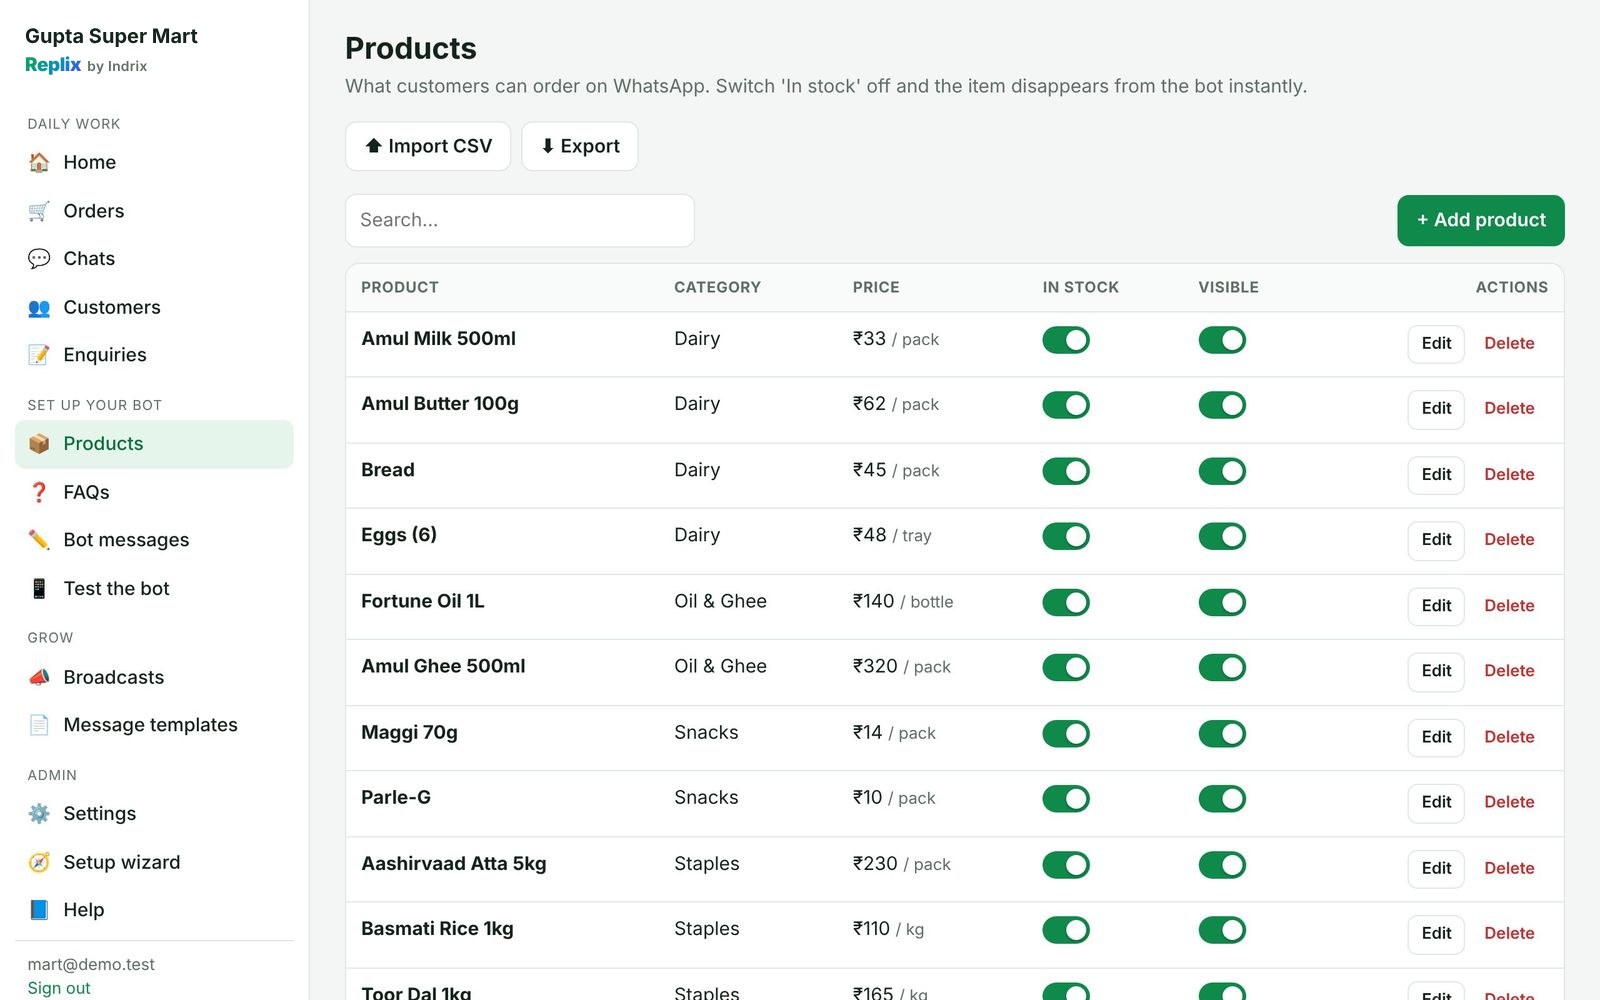 Gupta Super Mart
Replix by Indrix
DAILY WORK
Home
Orders
Chats
Customers
Enquiries
SET UP YOUR BOT
Products
FAQs
Bot messages
Test the bot
GROW
Broadcasts
Message templates
ADMIN
Settings
Setup wizard
Help
mart@demo.test
Sign out
Products
What customers can order on WhatsApp. Switch 'In stock' off and the item disappears from the bot instantly.
Import CSV Export
Search...
+ Add product
PRODUCT CATEGORY PRICE IN STOCK VISIBLE ACTIONS
Amul Milk 500ml Dairy ₹33 / pack Edit Delete
Amul Butter 100g Dairy ₹62 / pack Edit Delete
Bread Dairy ₹45 / pack Edit Delete
Eggs (6) Dairy ₹48 / tray Edit Delete
Fortune Oil 1L Oil & Ghee ₹140 / bottle Edit Delete
Amul Ghee 500ml Oil & Ghee ₹320 / pack Edit Delete
Maggi 70g Snacks ₹14 / pack Edit Delete
Parle-G Snacks ₹10 / pack Edit Delete
Aashirvaad Atta 5kg Staples ₹230 / pack Edit Delete
Basmati Rice 1kg Staples ₹110 / kg Edit Delete
Toor Dal 1kg Staples ₹165 / kg Edit Delete